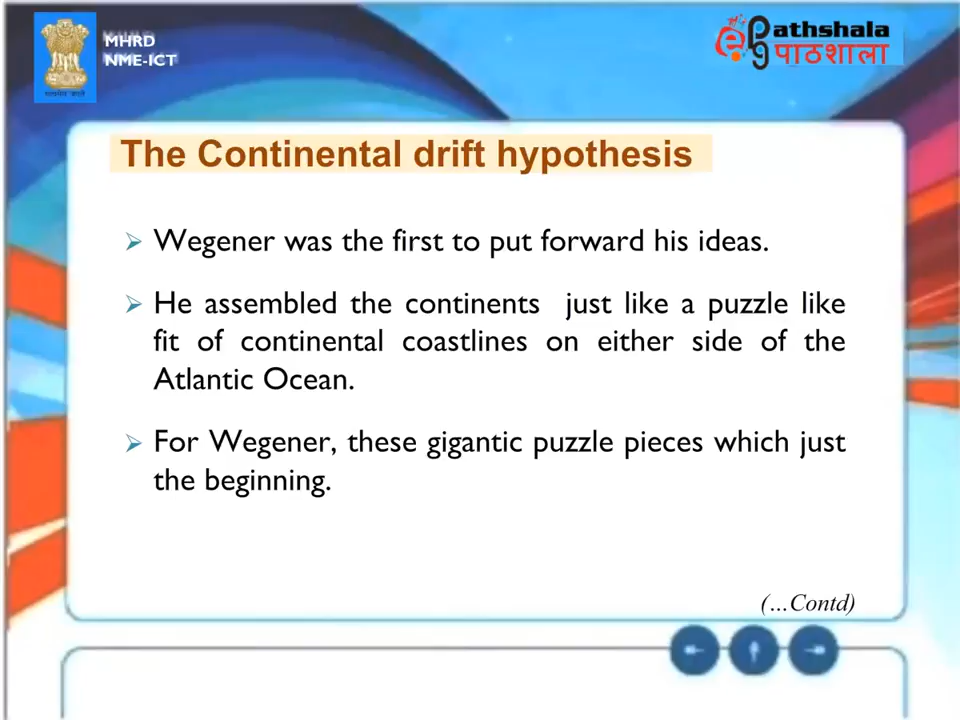 MHRD
NME-ICT
e pg athshala
पाठशाला
The Continental drift hypothesis
Wegener was the first to put forward his ideas.
He assembled the continents just like a puzzle like
fit of continental coastlines on either side of the
Atlantic Ocean.
For Wegener, these gigantic puzzle pieces which just
the beginning.
(...Contd)